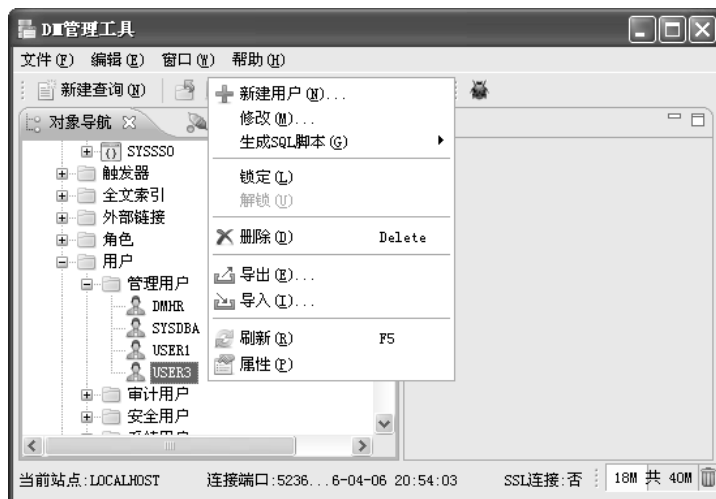 DM管理工具
文件(F) 编辑(E) 窗口(W) 帮助(H)
新建查询(N)
对象导航
SYSSSO
触发器
全文索引
外部链接
角色
用户
管理用户
DMHR
SYSDBA
USER1
USER3
审计用户
安全用户
新建用户(N)...
修改(M)...
生成SQL脚本(G)
锁定(L)
解锁(U)
删除(D) Delete
导出(E)...
导入(I)...
刷新(R) F5
属性(P)
当前站点:LOCALHOST 连接端口:5236...6-04-06 20:54:03 SSL连接:否 18M 共 40M